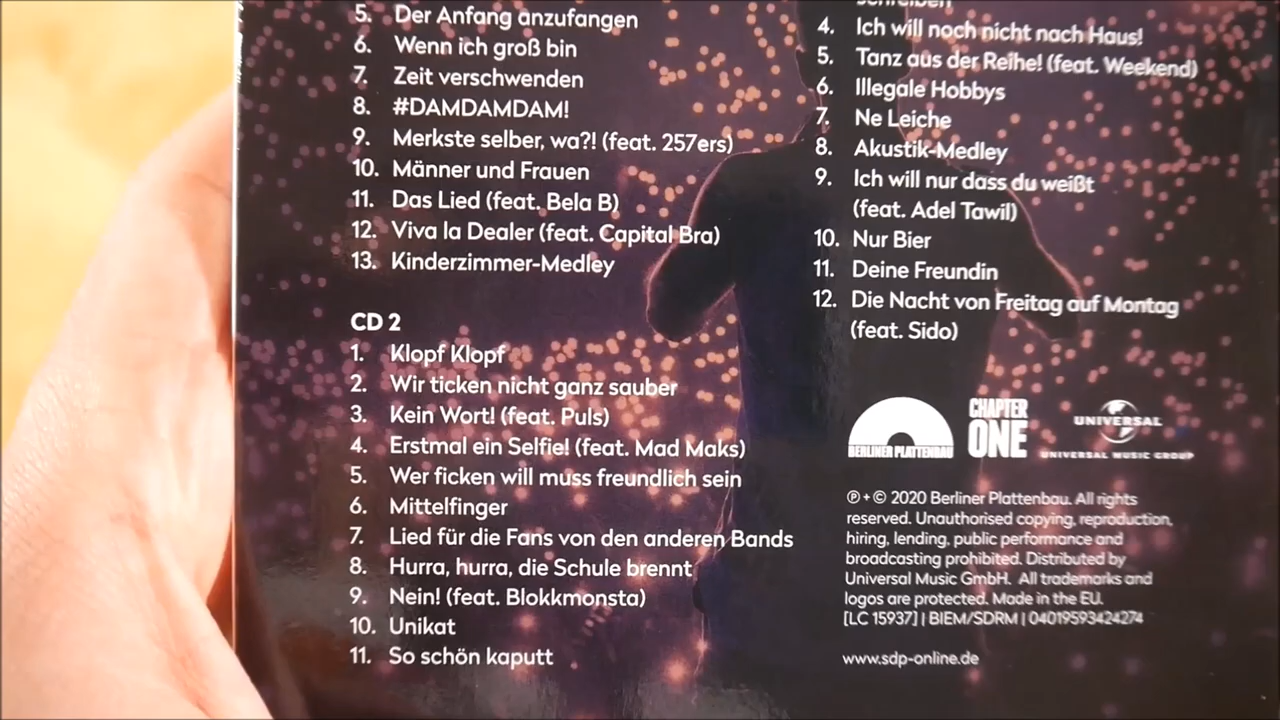 5. Der Anfang anzufangen
6. Wenn ich groß bin
7. Zeit verschwenden
8. #DAMDAMDAM!
9. Merkste selber, wa?! (feat. 257ers)
10. Männer und Frauen
11. Das Lied (feat. Bela B)
12. Viva la Dealer (feat. Capital Bra)
13. Kinderzimmer-Medley
CD 2
1. Klopf Klopf
2. Wir ticken nicht ganz sauber
3. Kein Wort! (feat. Puls)
4. Erstmal ein Selfie! (feat. Mad Maks)
5. Wer ficken will muss freundlich sein
6. Mittelfinger
7. Lied für die Fans von den anderen Bands
8. Hurra, hurra, die Schule brennt
9. Nein! (feat. Blokkmonsta)
10. Unikat
11. So schön kaputt
schreiben
4. Ich will noch nicht nach Haus!
5. Tanz aus der Reihe! (feat. Weekend)
6. Illegale Hobbys
7. Ne Leiche
8. Akustik-Medley
9. Ich will nur dass du weißt
(feat. Adel Tawil)
10. Nur Bier
11. Deine Freundin
12. Die Nacht von Freitag auf Montag
(feat. Sido)
BERLINER PLATTENBAU
CHAPTER
ONE
UNIVERSAL
UNIVERSAL MUSIC GROUP
℗ + © 2020 Berliner Plattenbau. All rights
reserved. Unauthorised copying, reproduction,
hiring, lending, public performance and
broadcasting prohibited. Distributed by
Universal Music GmbH. All trademarks and
logos are protected. Made in the EU.
[LC 15937] | BIEM/SDRM | 04019593424274
www.sdp-online.de